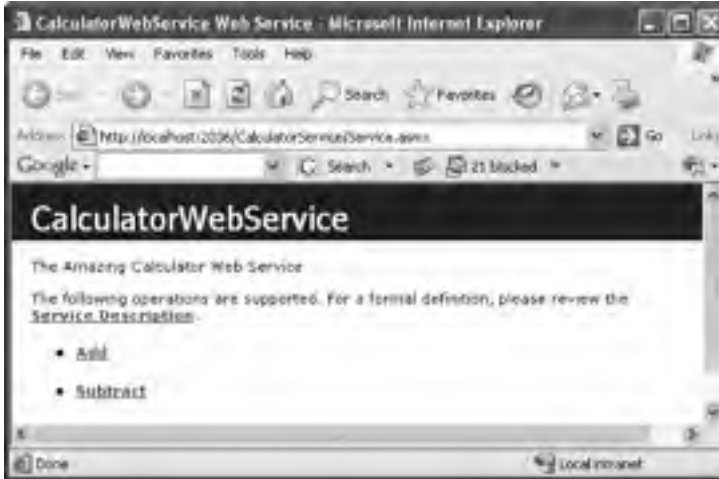 CalculatorWebService Web Service - Microsoft Internet Explorer
File Edit View Favorites Tools Help
Search Favorites
Address http://localhost:2036/CalculatorService/Service.asmx Go Links
Google Search 21 blocked
CalculatorWebService
The Amazing Calculator Web Service
The following operations are supported. For a formal definition, please review the
Service Description.
Add
Subtract
Done Local intranet